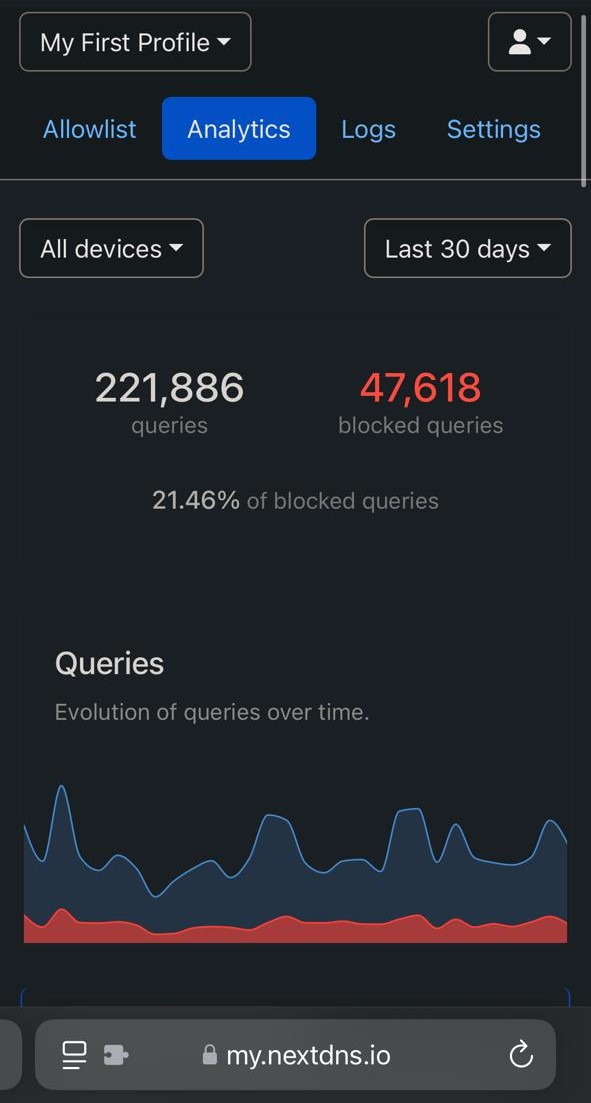 My First Profile
Allowlist Analytics Logs Settings
All devices Last 30 days
221,886 47,618
queries blocked queries
21.46% of blocked queries
Queries
Evolution of queries over time.
my.nextdns.io